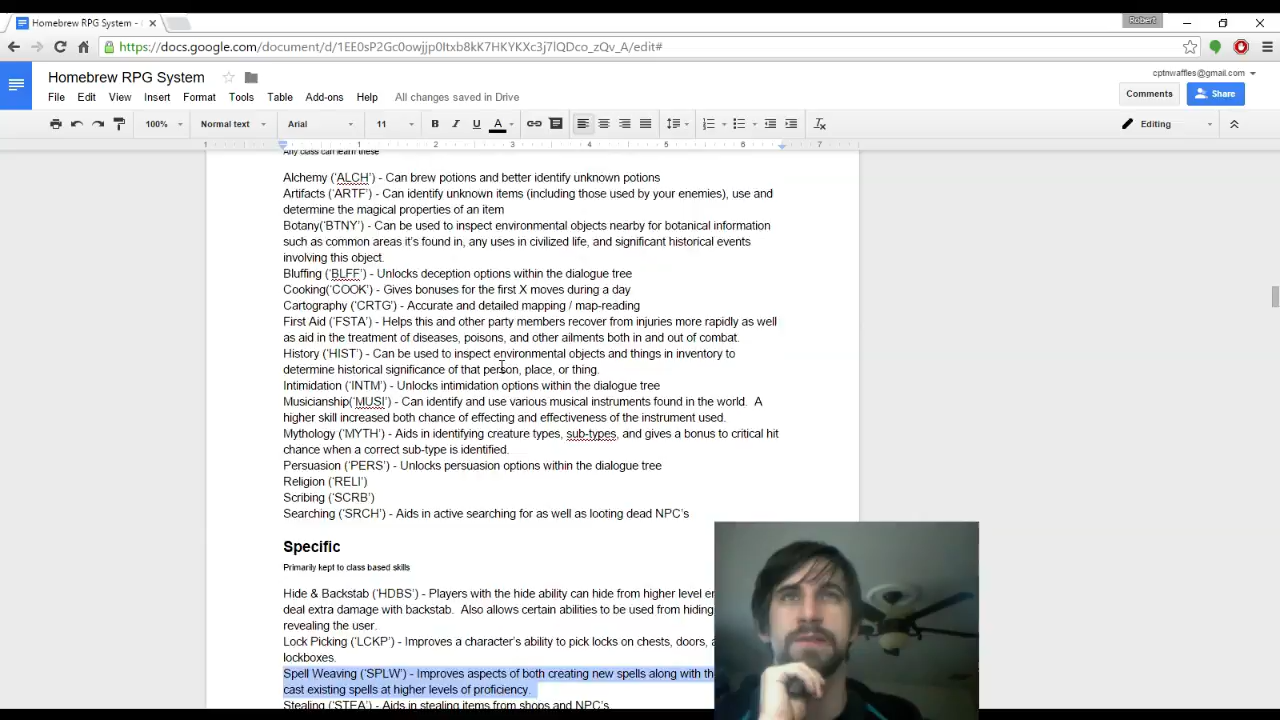 Homebrew RPG System -
Robert
https://docs.google.com/document/d/1EE0sP2Gc0owjjp0Itxb8kK7HKYKXc3j7lQDco_zQv_A/edit#
Homebrew RPG System
cptnwaffles@gmail.com
File Edit View Insert Format Tools Table Add-ons Help All changes saved in Drive
Comments Share
100% Normal text Arial 11 B I U A Editing
1 1 2 3 4 5 6 7
Any class can learn these
Alchemy ('ALCH') - Can brew potions and better identify unknown potions
Artifacts ('ARTF') - Can identify unknown items (including those used by your enemies), use and
determine the magical properties of an item
Botany('BTNY') - Can be used to inspect environmental objects nearby for botanical information
such as common areas it's found in, any uses in civilized life, and significant historical events
involving this object.
Bluffing ('BLFF') - Unlocks deception options within the dialogue tree
Cooking('COOK') - Gives bonuses for the first X moves during a day
Cartography ('CRTG') - Accurate and detailed mapping / map-reading
First Aid ('FSTA') - Helps this and other party members recover from injuries more rapidly as well
as aid in the treatment of diseases, poisons, and other ailments both in and out of combat.
History ('HIST') - Can be used to inspect environmental objects and things in inventory to
determine historical significance of that person, place, or thing.
Intimidation ('INTM') - Unlocks intimidation options within the dialogue tree
Musicianship('MUSI') - Can identify and use various musical instruments found in the world. A
higher skill increased both chance of effecting and effectiveness of the instrument used.
Mythology ('MYTH') - Aids in identifying creature types, sub-types, and gives a bonus to critical hit
chance when a correct sub-type is identified.
Persuasion ('PERS') - Unlocks persuasion options within the dialogue tree
Religion ('RELI')
Scribing ('SCRB')
Searching ('SRCH') - Aids in active searching for as well as looting dead NPC's
Specific
Primarily kept to class based skills
Hide & Backstab ('HDBS') - Players with the hide ability can hide from higher level
deal extra damage with backstab. Also allows certain abilities to be used from hiding
revealing the user.
Lock Picking ('LCKP') - Improves a character's ability to pick locks on chests, doors,
lockboxes.
Spell Weaving ('SPLW') - Improves aspects of both creating new spells along with
cast existing spells at higher levels of proficiency.
Stealing ('STEA') - Aids in stealing items from shops and NPC's